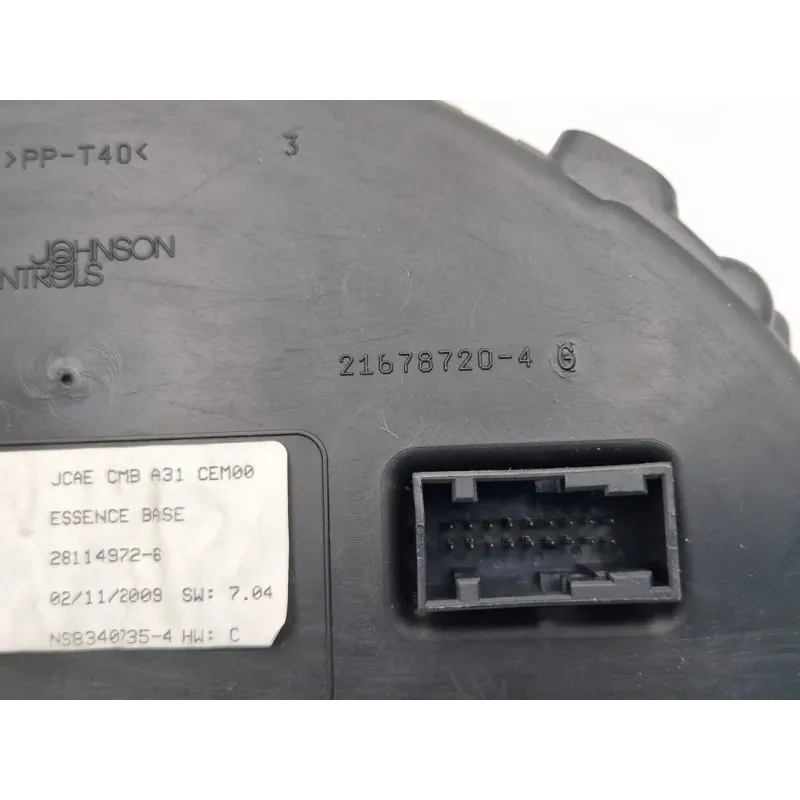 >PP-T40<
3
JOHNSON
NTROLS
21678720-4 G
JCAE CMB A31 CEM00
ESSENCE BASE
28114972-6
02/11/2009 SW: 7.04
NS8340735-4 HW: C